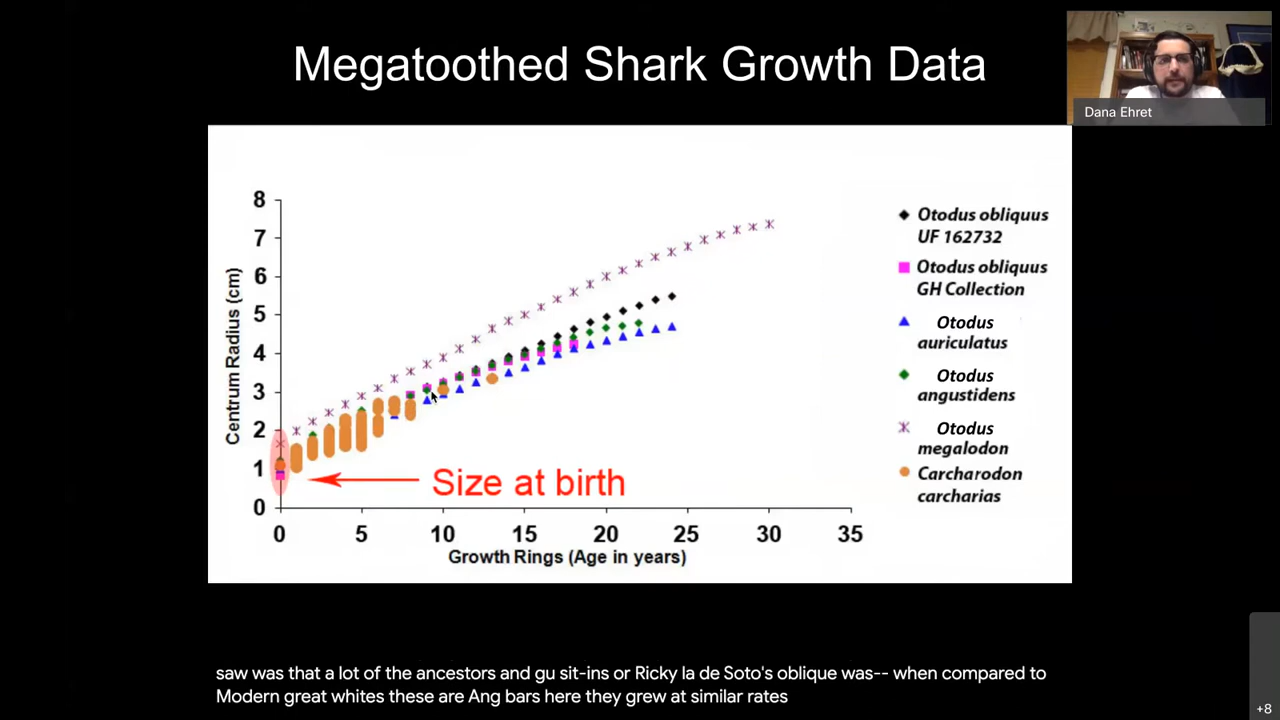 Megatoothed Shark Growth Data
Dana Ehret
8
7
6
5
4
3
2
1
0
Centrum Radius (cm)
Size at birth
0 5 10 15 20 25 30 35
Growth Rings (Age in years)
Otodus obliquus
UF 162732
Otodus obliquus
GH Collection
Otodus
auriculatus
Otodus
angustidens
Otodus
megalodon
Carcharodon
carcharias
saw was that a lot of the ancestors and gu sit-ins or Ricky la de Soto's oblique was-- when compared to
Modern great whites these are Ang bars here they grew at similar rates
+8